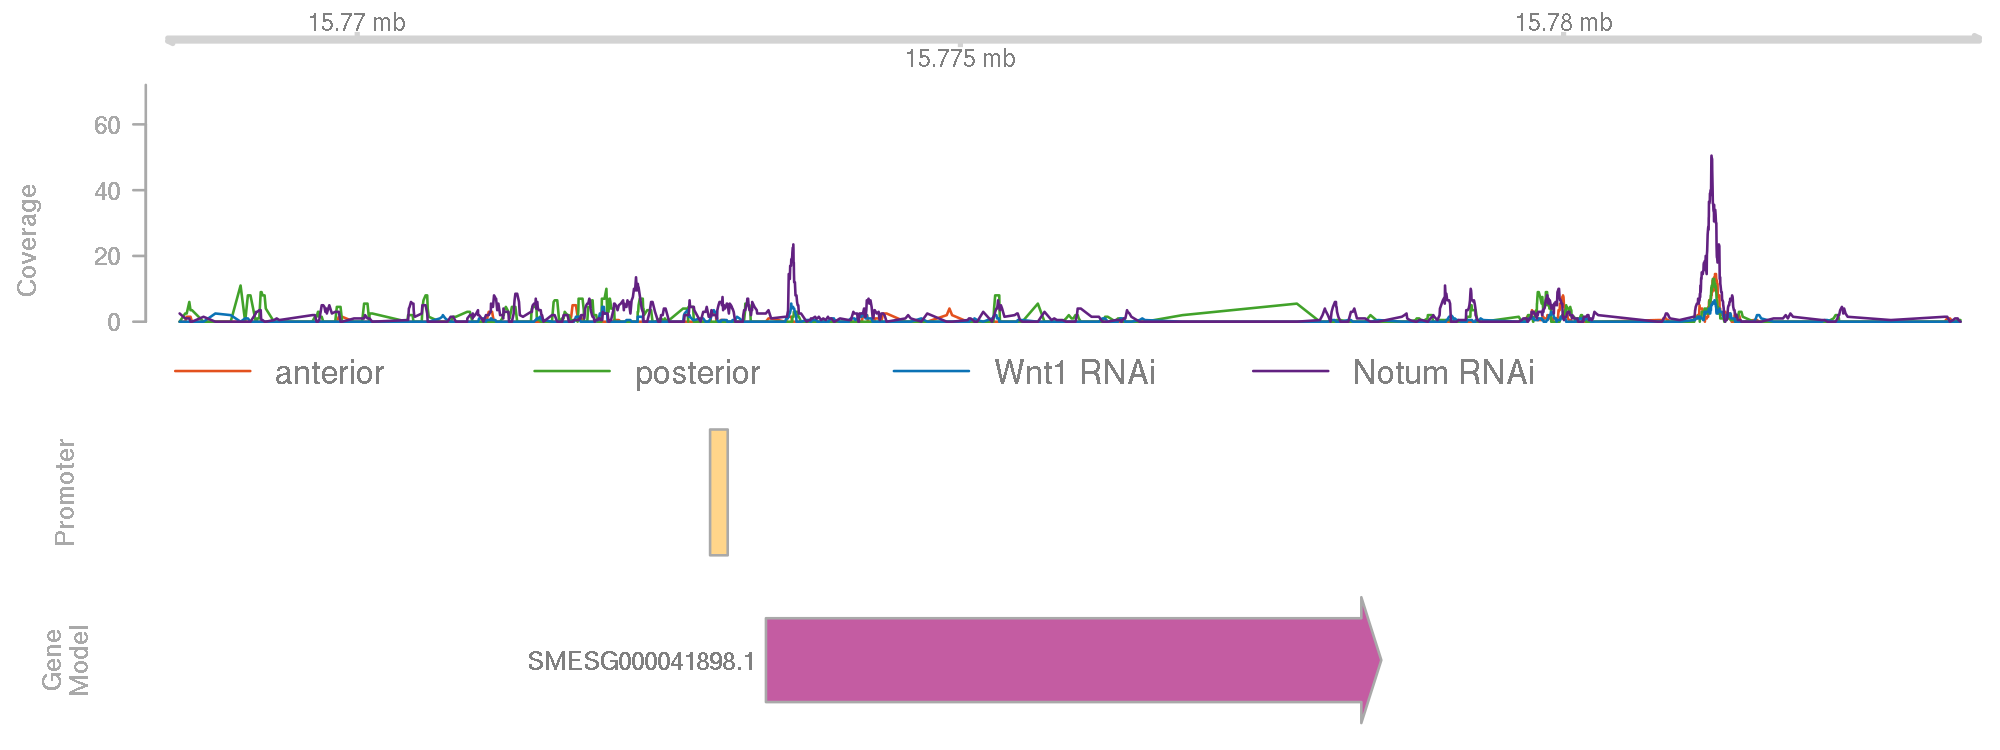 15.77 mb
15.78 mb
15.775 mb
Coverage
60
40
20
0
anterior
posterior
Wnt1 RNAi
Notum RNAi
Promoter
Gene
Model
SMESG000041898.1